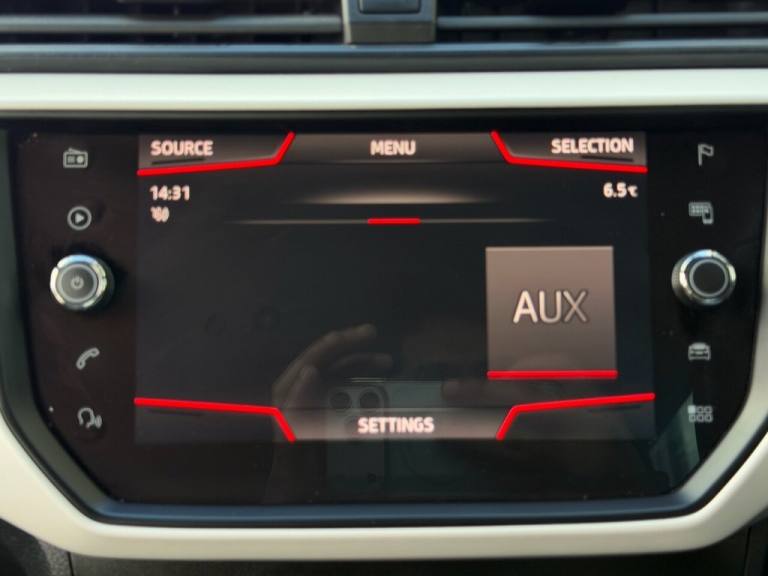 SOURCE MENU SELECTION
14:31 6.5°C
AUX
SETTINGS